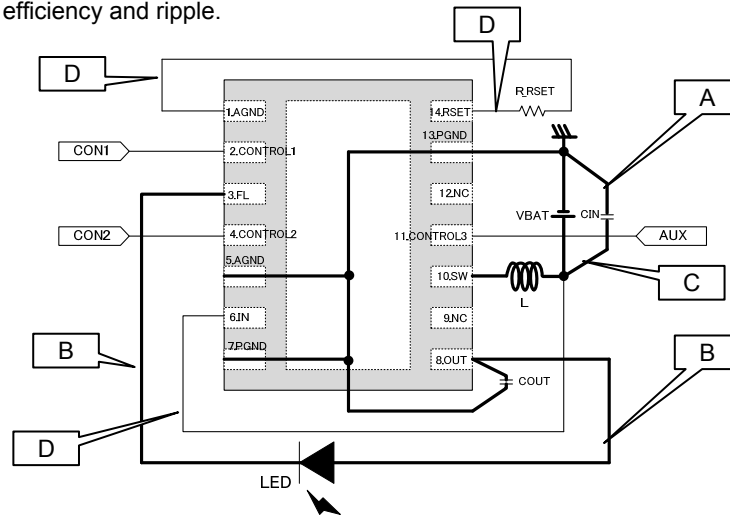 efficiency and ripple.
D
D
R_RSET
A
1.AGND
14.RSET
13.PGND
CON1
2.CONTROL1
3.FL
12.NC
VBAT
CIN
CON2
4.CONTROL2
11.CONTROL3
AUX
5.AGND
10.SW
L
C
6.IN
9.NC
B
7.PGND
8.OUT
B
COUT
D
LED